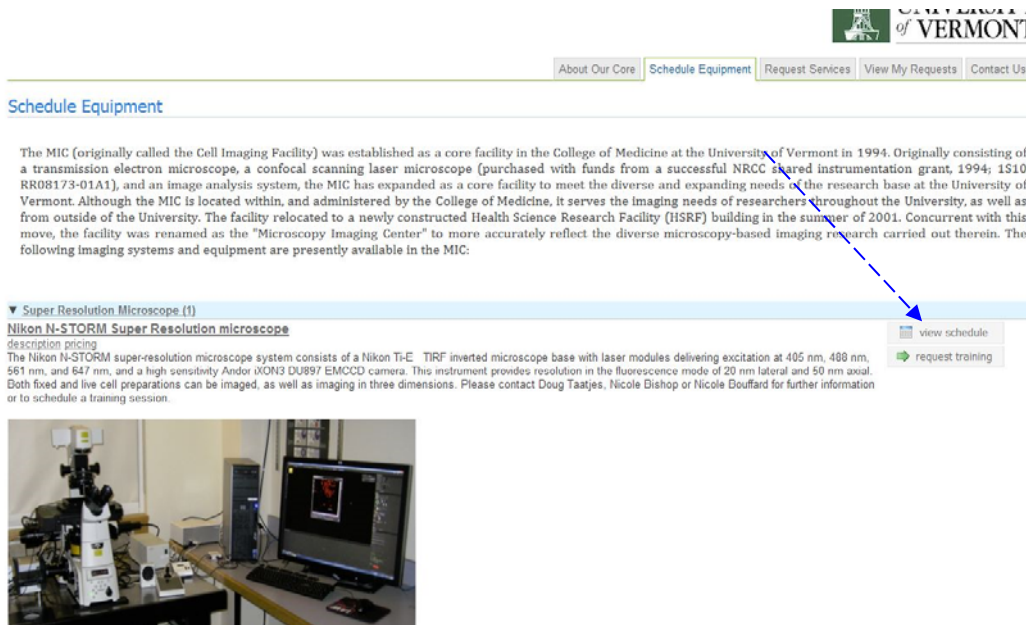 of VERMONT
About Our Core Schedule Equipment Request Services View My Requests Contact Us
Schedule Equipment
The MIC (originally called the Cell Imaging Facility) was established as a core facility in the College of Medicine at the University of Vermont in 1994. Originally consisting of
a transmission electron microscope, a confocal scanning laser microscope (purchased with funds from a successful NRCC shared instrumentation grant, 1994; 1S10
RR08173-01A1), and an image analysis system, the MIC has expanded as a core facility to meet the diverse and expanding needs of the research base at the University of
Vermont. Although the MIC is located within, and administered by the College of Medicine, it serves the imaging needs of researchers throughout the University, as well as
from outside of the University. The facility relocated to a newly constructed Health Science Research Facility (HSRF) building in the summer of 2001. Concurrent with this
move, the facility was renamed as the "Microscopy Imaging Center" to more accurately reflect the diverse microscopy-based imaging research carried out therein. The
following imaging systems and equipment are presently available in the MIC:
▼ Super Resolution Microscope (1)
Nikon N-STORM Super Resolution microscope
view schedule
description pricing
The Nikon N-STORM super-resolution microscope system consists of a Nikon Ti-E TIRF inverted microscope base with laser modules delivering excitation at 405 nm, 488 nm,
request training
561 nm, and 647 nm, and a high sensitivity Andor iXON3 DU897 EMCCD camera. This instrument provides resolution in the fluorescence mode of 20 nm lateral and 50 nm axial.
Both fixed and live cell preparations can be imaged, as well as imaging in three dimensions. Please contact Doug Taatjes, Nicole Bishop or Nicole Bouffard for further information
or to schedule a training session.